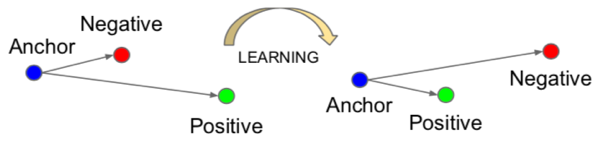 Negative
Anchor
Positive
LEARNING
Negative
Anchor
Positive